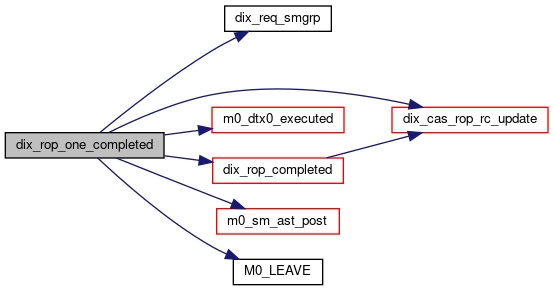 dix_req_smgrp
m0_dtx0_executed
dix_cas_rop_rc_update
dix_rop_one_completed
dix_rop_completed
m0_sm_ast_post
M0_LEAVE